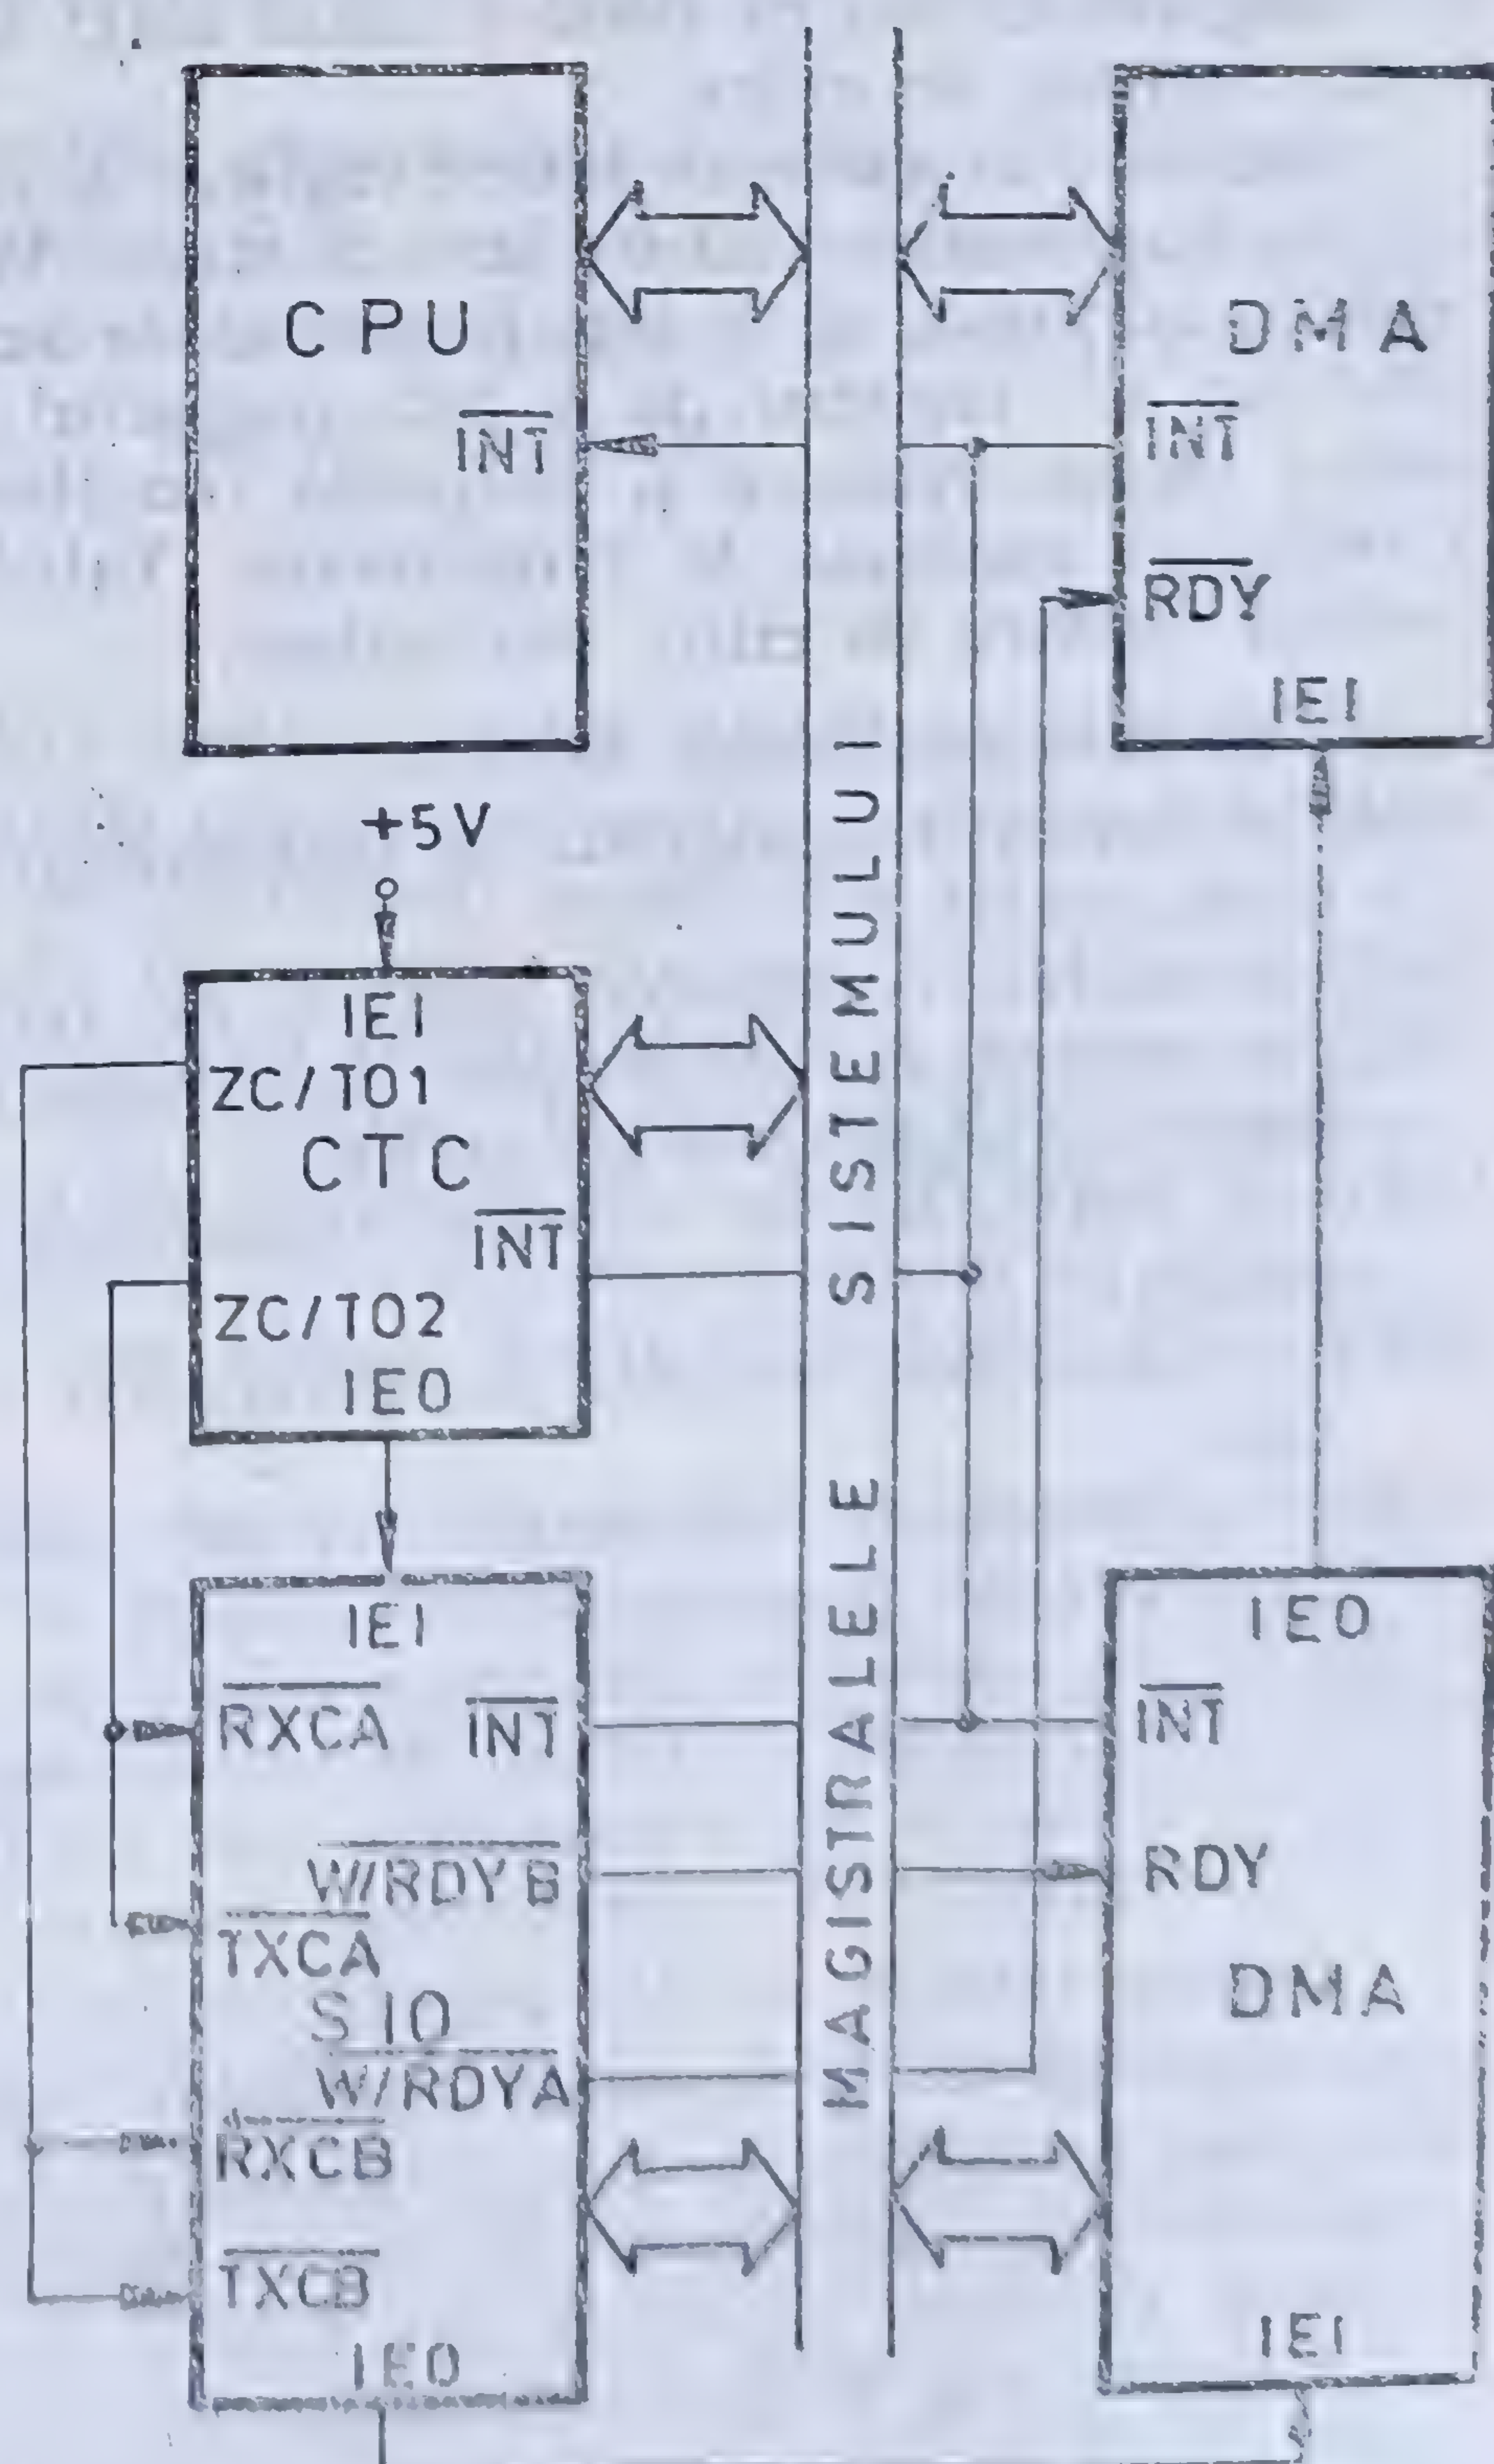 CPU
INT
+5V
IEI
ZC/TO1
CTC
INT
ZC/TO2
IEO
IEI
RXCA
INT
W/RDYB
TXCA
SIO
W/RDYA
RXCB
TXCB
IEO
MAGISTRALELE SISTEMULUI
DMA
INT
RDY
IEI
IEO
INT
RDY
DMA
IEI